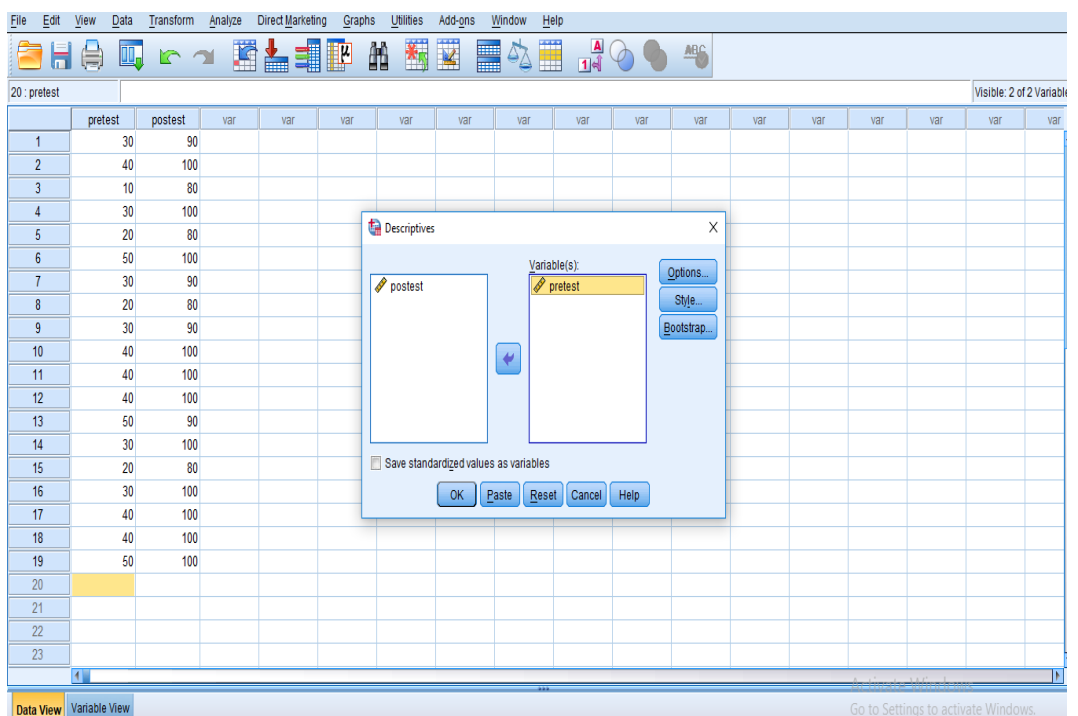 File Edit View Data Transform Analyze Direct Marketing Graphs Utilities Add-ons Window Help
A
1
ABC
20 : pretest
Visible: 2 of 2 Variable
pretest postest var var var var var var var var var var var var var var var
1 30 90
2 40 100
3 10 80
4 30 100
5 20 80
6 50 100
7 30 90
8 20 80
9 30 90
10 40 100
11 40 100
12 40 100
13 50 90
14 30 100
15 20 80
16 30 100
17 40 100
18 40 100
19 50 100
20
21
22
23
Descriptives X
Variable(s):
postest
pretest
Options...
Style...
Bootstrap...
Save standardized values as variables
OK Paste Reset Cancel Help
Activate Windows
Go to Settings to activate Windows.
Data View Variable View